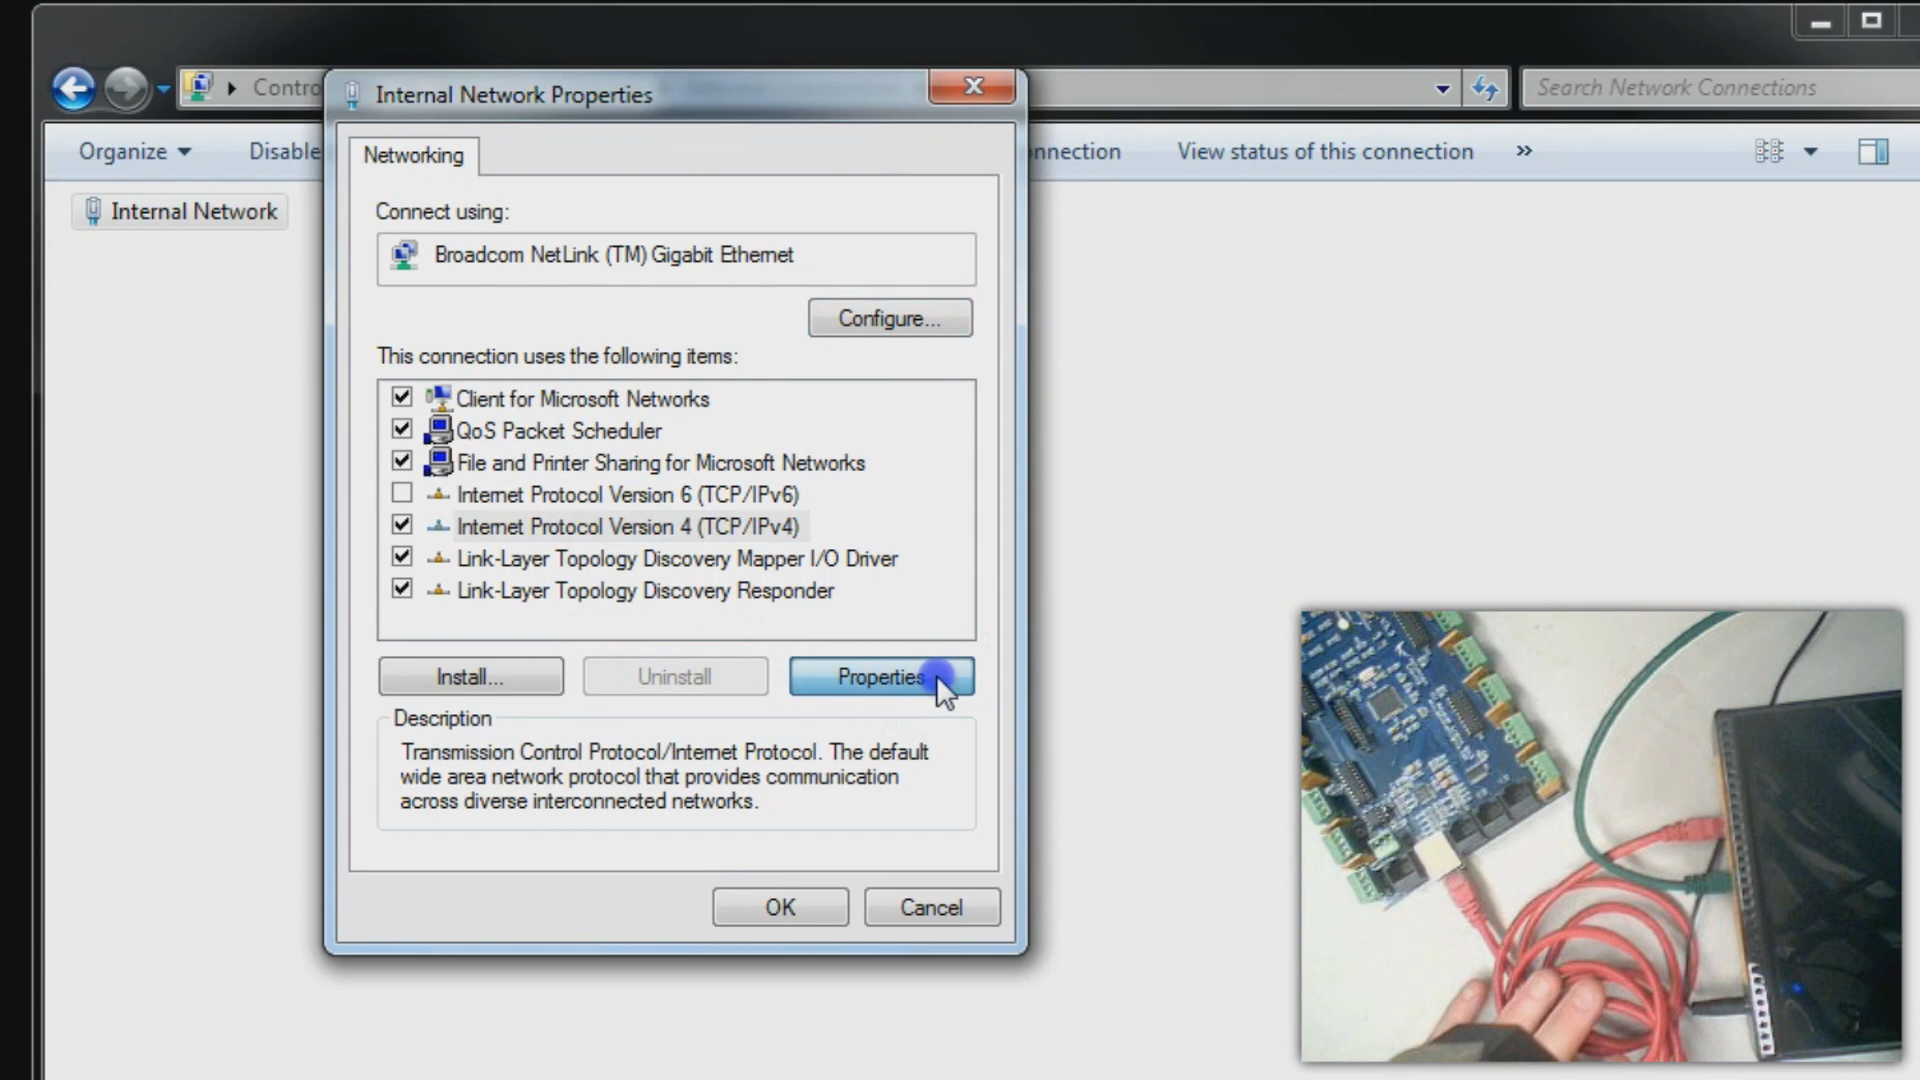 Contro
Search Network Connections
Internal Network Properties
Organize
Disable
nnection
View status of this connection
»
Networking
Internal Network
Connect using:
Broadcom NetLink (TM) Gigabit Ethernet
Configure...
This connection uses the following items:
Client for Microsoft Networks
QoS Packet Scheduler
File and Printer Sharing for Microsoft Networks
Internet Protocol Version 6 (TCP/IPv6)
Internet Protocol Version 4 (TCP/IPv4)
Link-Layer Topology Discovery Mapper I/O Driver
Link-Layer Topology Discovery Responder
Install...
Uninstall
Properties
Description
Transmission Control Protocol/Internet Protocol. The default
wide area network protocol that provides communication
across diverse interconnected networks.
OK
Cancel